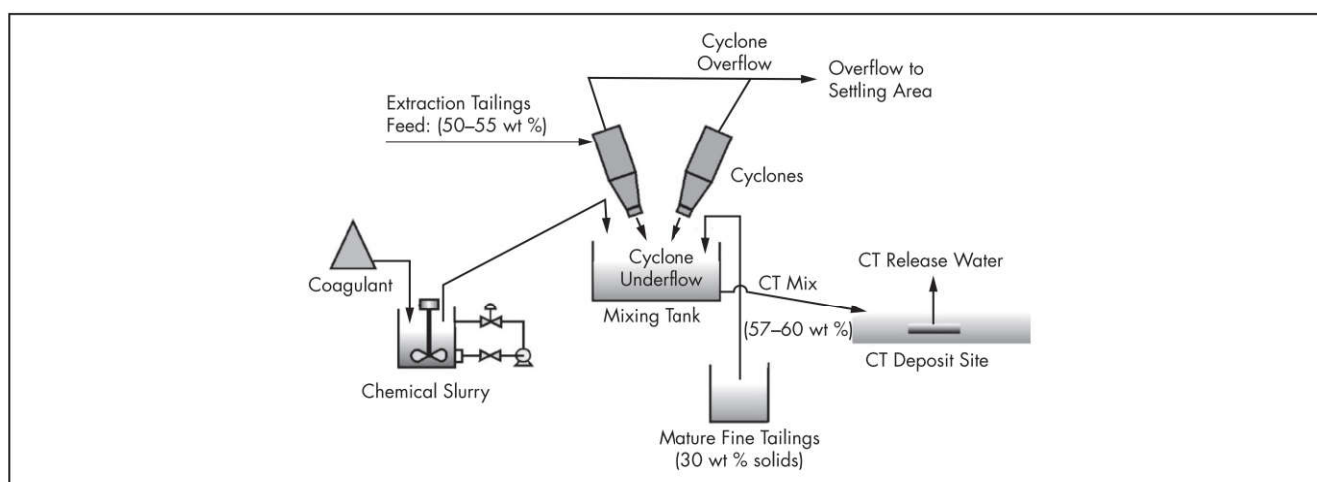 Cyclone
Overflow
Overflow to
Settling Area
Extraction Tailings
Feed: (50–55 wt %)
Cyclones
Coagulant
Cyclone
Underflow
Mixing Tank
CT Mix
(57–60 wt %)
CT Release Water
CT Deposit Site
Chemical Slurry
Mature Fine Tailings
(30 wt % solids)